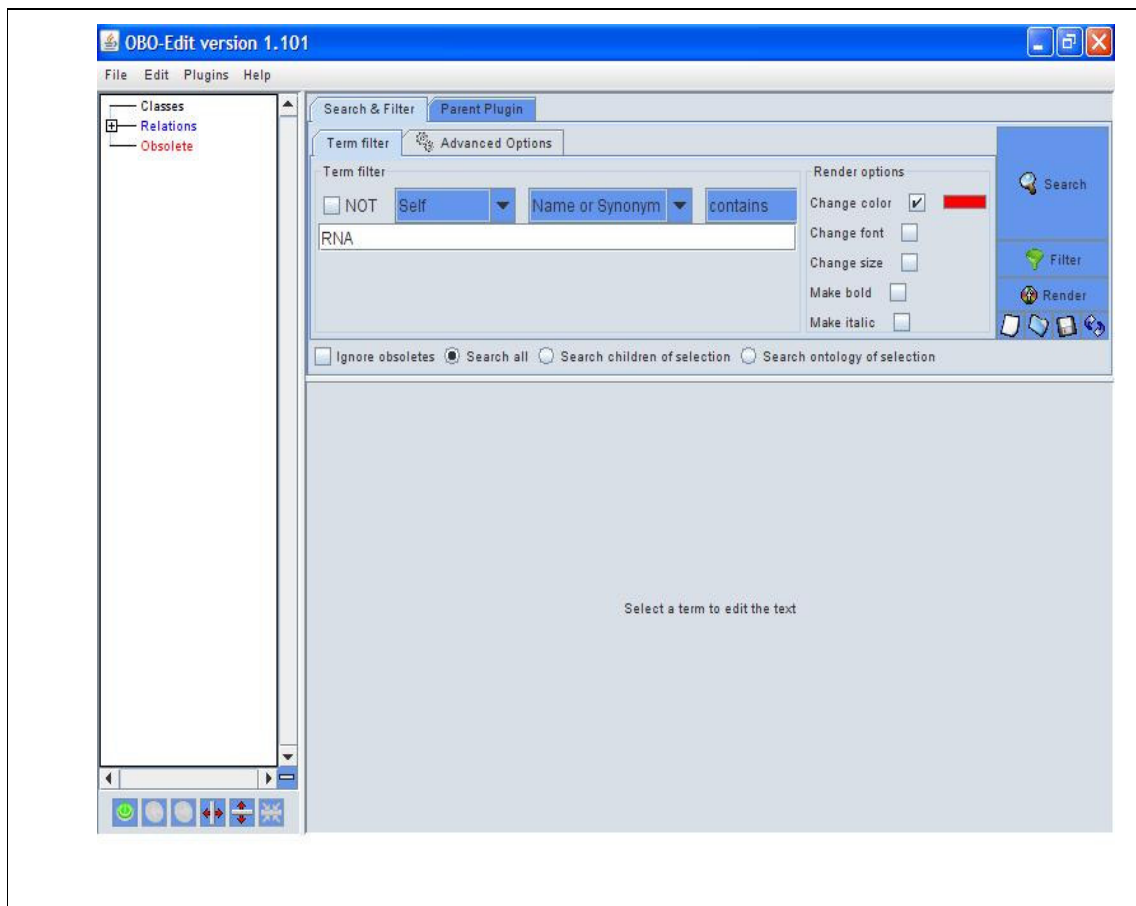 OBO-Edit version 1.101
File Edit Plugins Help
Classes
Relations
Obsolete
Search & Filter Parent Plugin
Term filter Advanced Options
Term filter
NOT Self Name or Synonym contains
RNA
Render options
Change color
Change font
Change size
Make bold
Make italic
Search
Filter
Render
Ignore obsoletes Search all Search children of selection Search ontology of selection
Select a term to edit the text